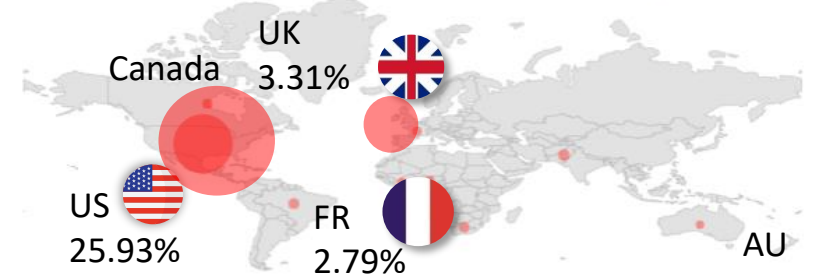 UK
3.31%
Canada
US
25.93%
FR
2.79%
AU